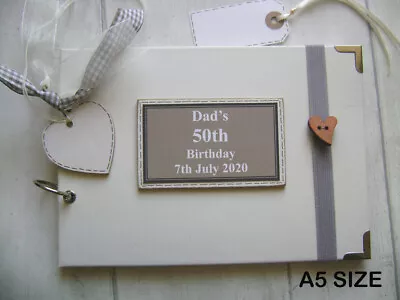 Dad's
50th
Birthday
7th July 2020
A5 SIZE